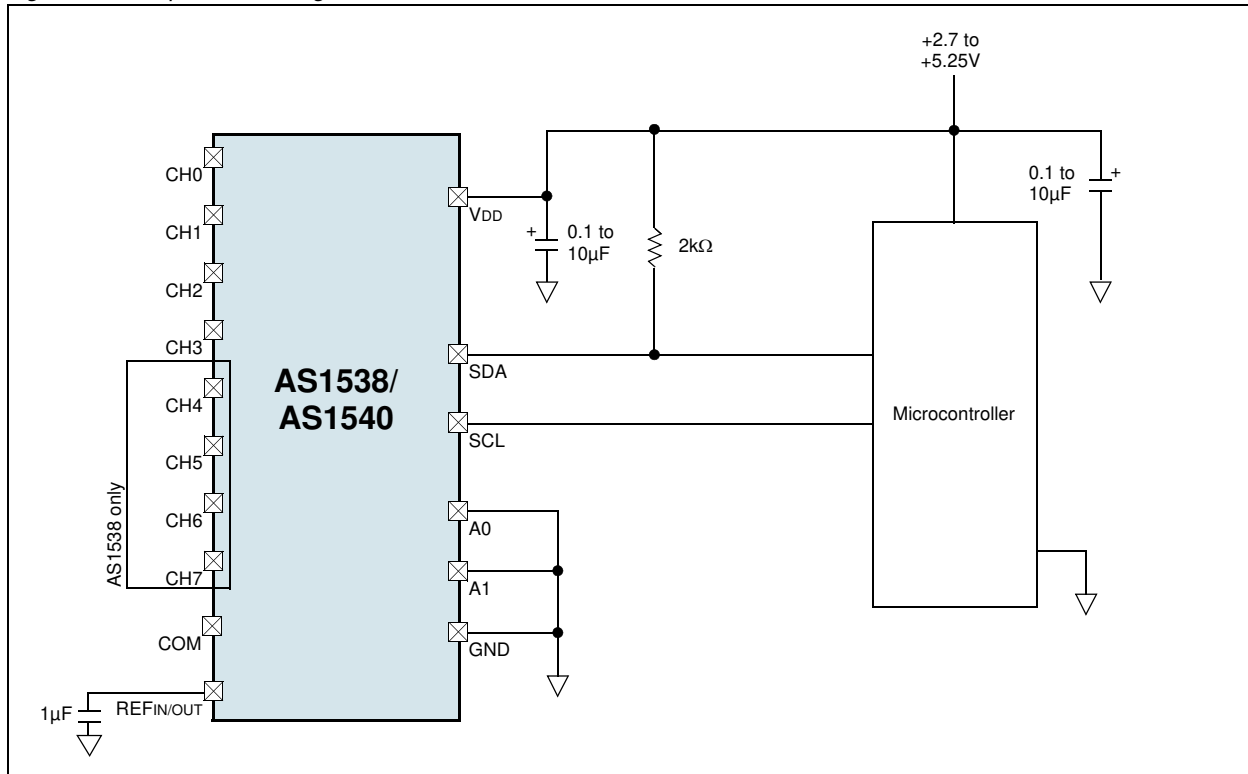 +2.7 to
+5.25V
CH0
CH1
CH2
CH3
CH4
CH5
CH6
CH7
AS1538 only
COM
REFIN/OUT
1µF
AS1538/
AS1540
VDD
SDA
SCL
A0
A1
GND
+
0.1 to
10µF
2kΩ
Microcontroller
0.1 to
10µF
+